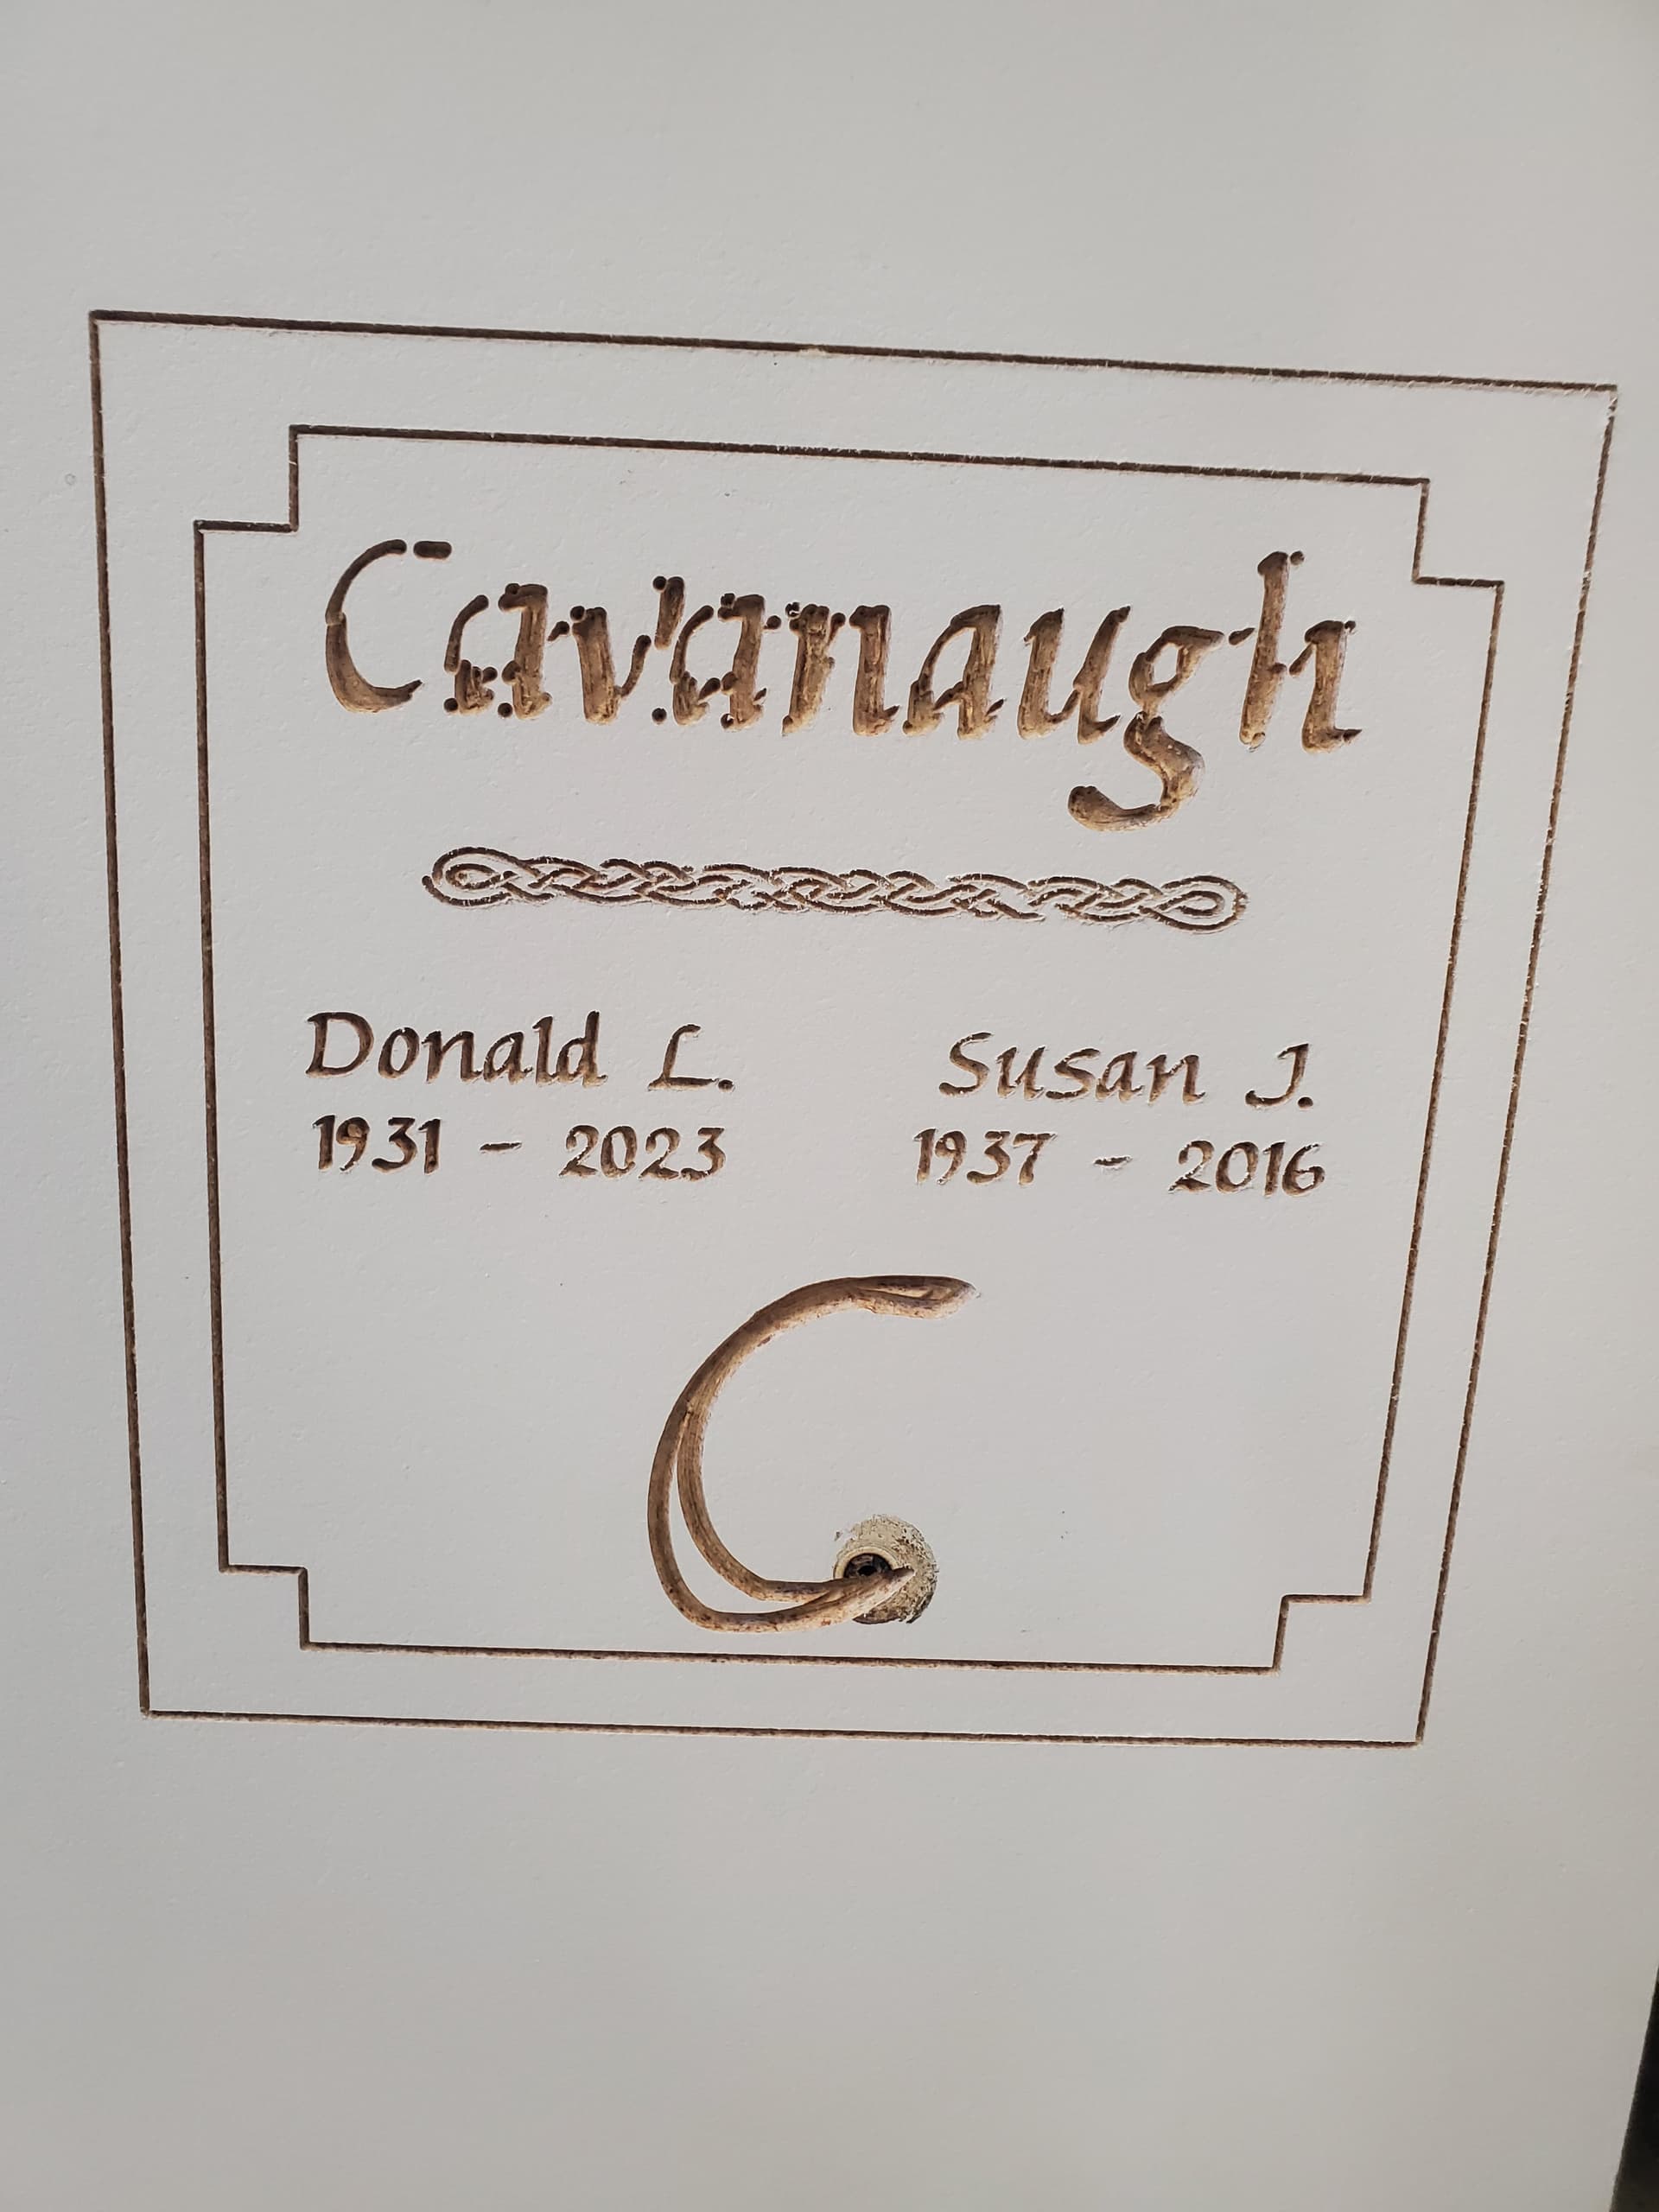 Cavanaugh
Donald L. Susan J.
1931 - 2023 1937 - 2016
C